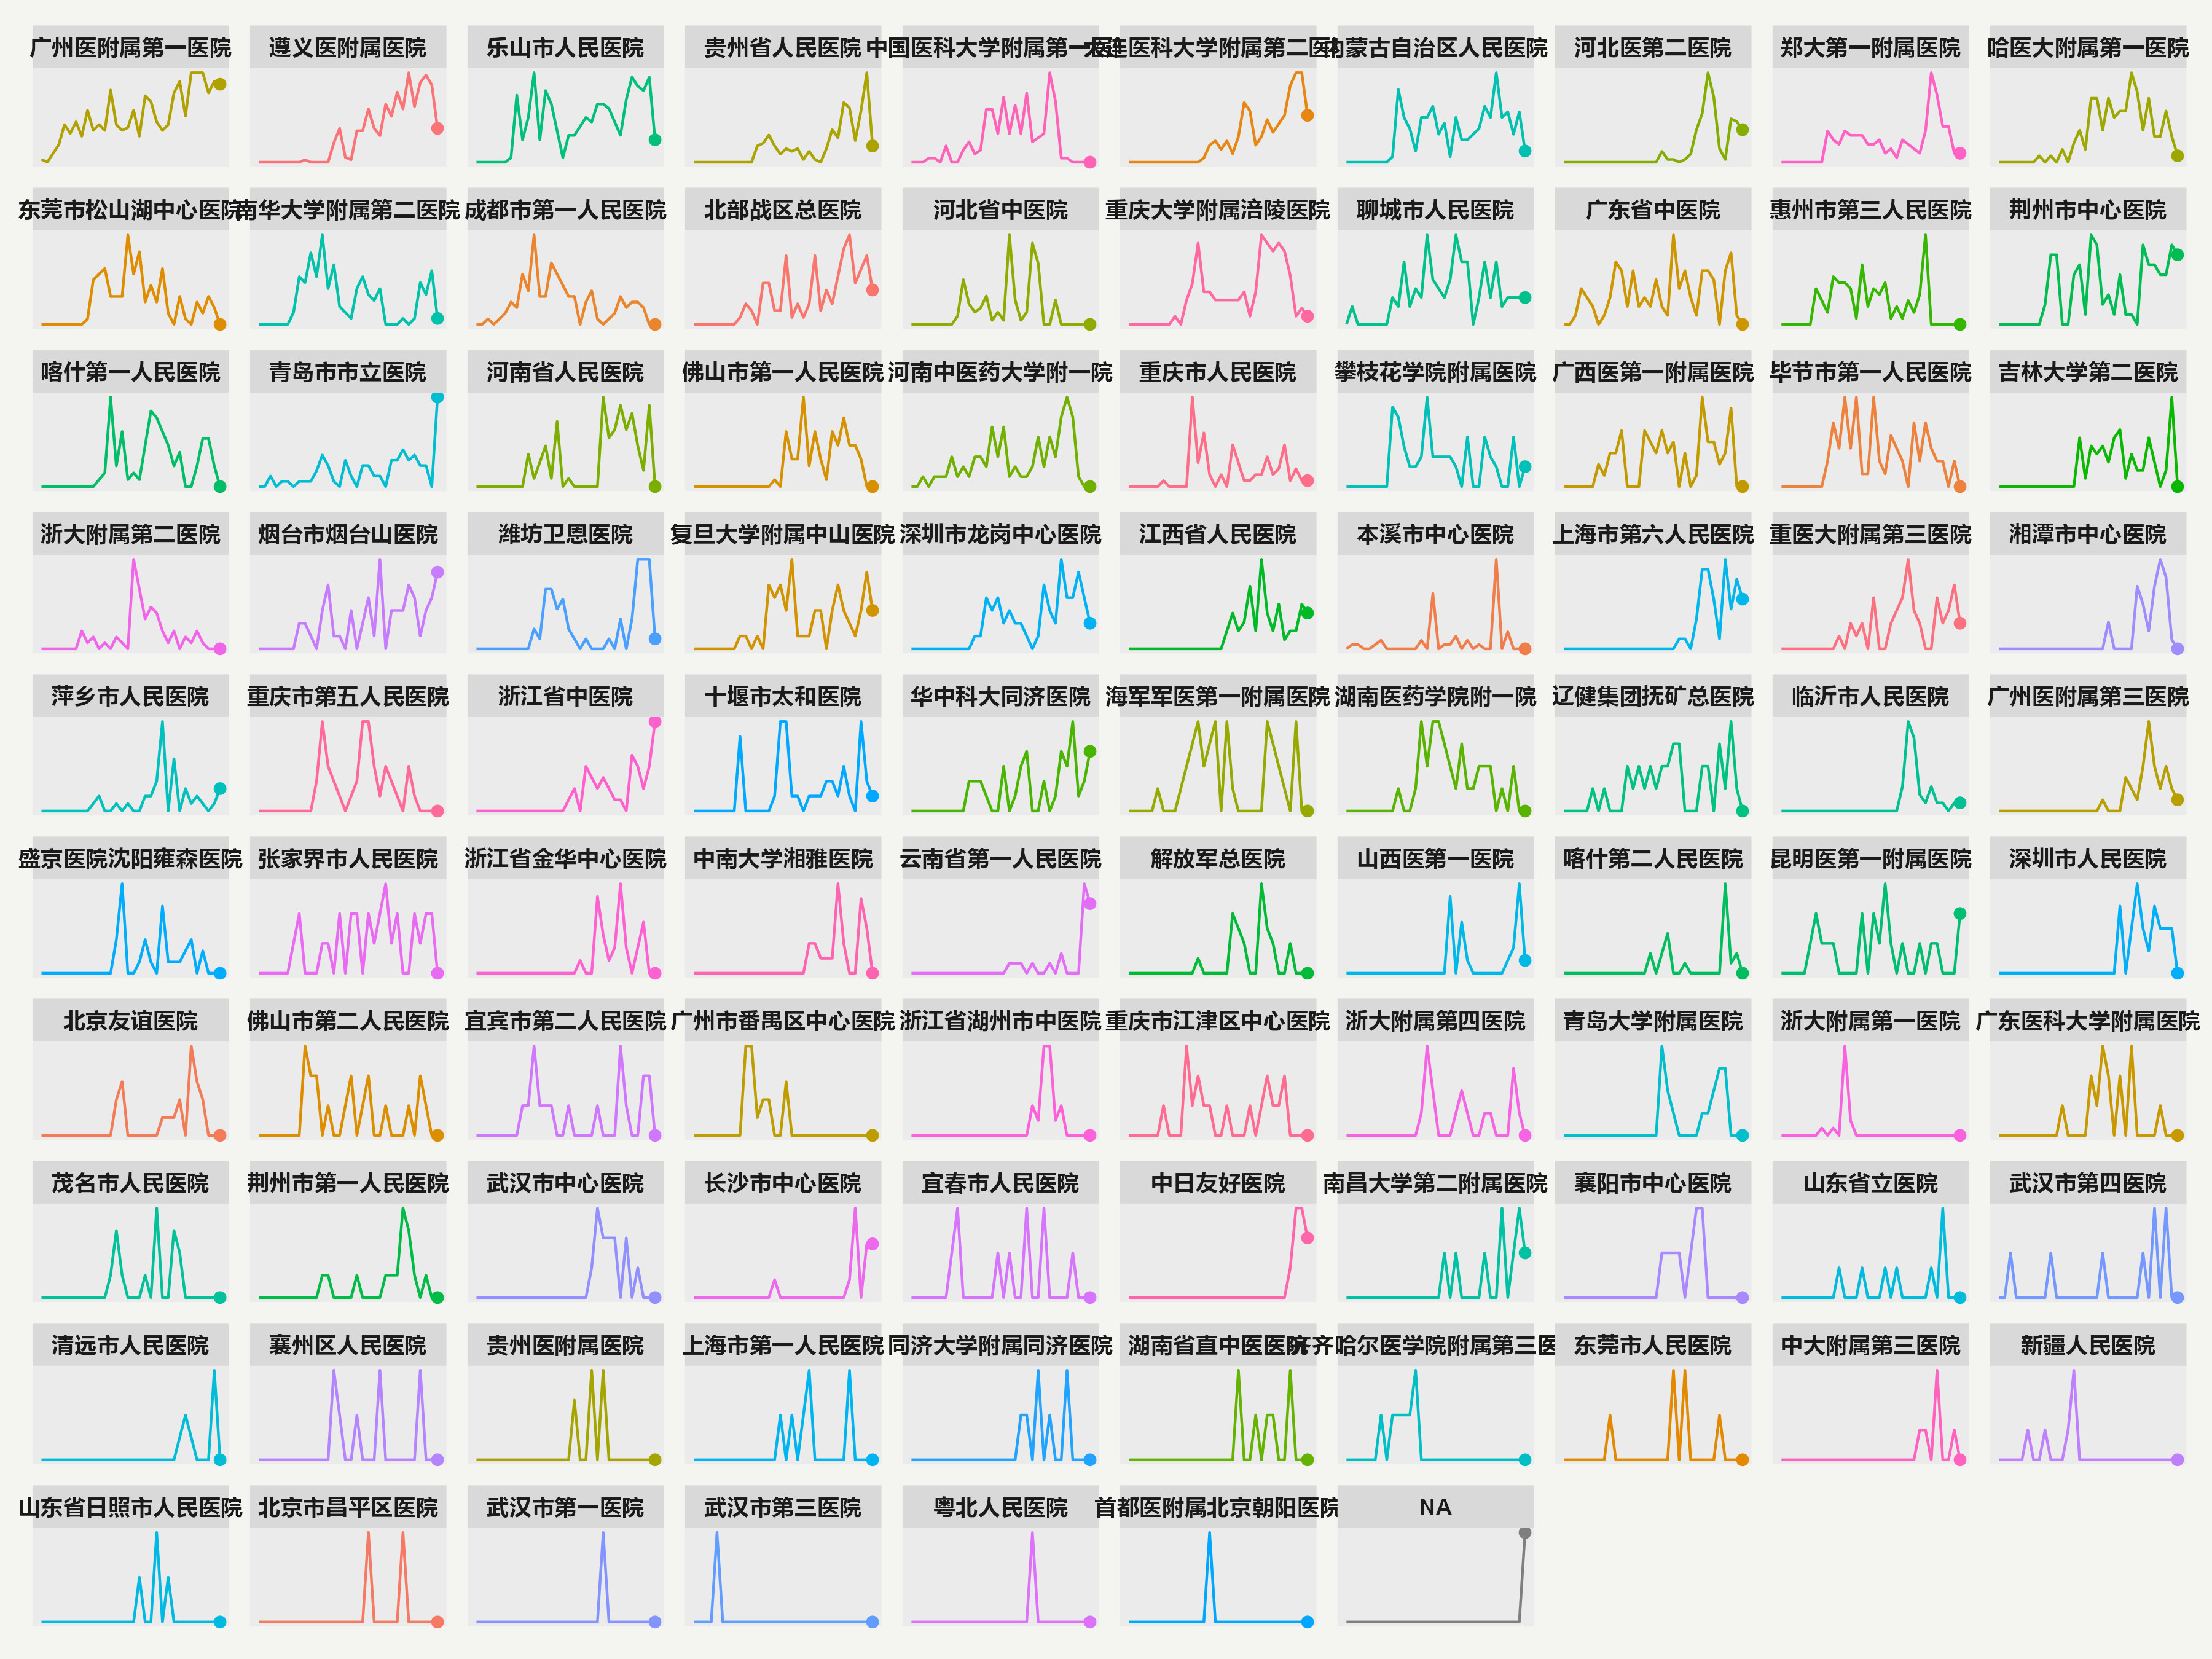 广州医附属第一医院
遵义医附属医院
乐山市人民医院
贵州省人民医院
中国医科大学附属第一医院
大连医科大学附属第二医院
内蒙古自治区人民医院
河北医第二医院
郑大第一附属医院
哈医大附属第一医院
东莞市松山湖中心医院
南华大学附属第二医院
成都市第一人民医院
北部战区总医院
河北省中医院
重庆大学附属涪陵医院
聊城市人民医院
广东省中医院
惠州市第三人民医院
荆州市中心医院
喀什第一人民医院
青岛市市立医院
河南省人民医院
佛山市第一人民医院
河南中医药大学附一院
重庆市人民医院
攀枝花学院附属医院
广西医第一附属医院
毕节市第一人民医院
吉林大学第二医院
浙大附属第二医院
烟台市烟台山医院
潍坊卫恩医院
复旦大学附属中山医院
深圳市龙岗中心医院
江西省人民医院
本溪市中心医院
上海市第六人民医院
重医大附属第三医院
湘潭市中心医院
萍乡市人民医院
重庆市第五人民医院
浙江省中医院
十堰市太和医院
华中科大同济医院
海军军医第一附属医院
湖南医药学院附一院
辽健集团抚矿总医院
临沂市人民医院
广州医附属第三医院
盛京医院沈阳雍森医院
张家界市人民医院
浙江省金华中心医院
中南大学湘雅医院
云南省第一人民医院
解放军总医院
山西医第一医院
喀什第二人民医院
昆明医第一附属医院
深圳市人民医院
北京友谊医院
佛山市第二人民医院
宜宾市第二人民医院
广州市番禺区中心医院
浙江省湖州市中医院
重庆市江津区中心医院
浙大附属第四医院
青岛大学附属医院
浙大附属第一医院
广东医科大学附属医院
茂名市人民医院
荆州市第一人民医院
武汉市中心医院
长沙市中心医院
宜春市人民医院
中日友好医院
南昌大学第二附属医院
襄阳市中心医院
山东省立医院
武汉市第四医院
清远市人民医院
襄州区人民医院
贵州医附属医院
上海市第一人民医院
同济大学附属同济医院
湖南省直中医医院
齐齐哈尔医学院附属第三医
东莞市人民医院
中大附属第三医院
新疆人民医院
山东省日照市人民医院
北京市昌平区医院
武汉市第一医院
武汉市第三医院
粤北人民医院
首都医附属北京朝阳医院
NA